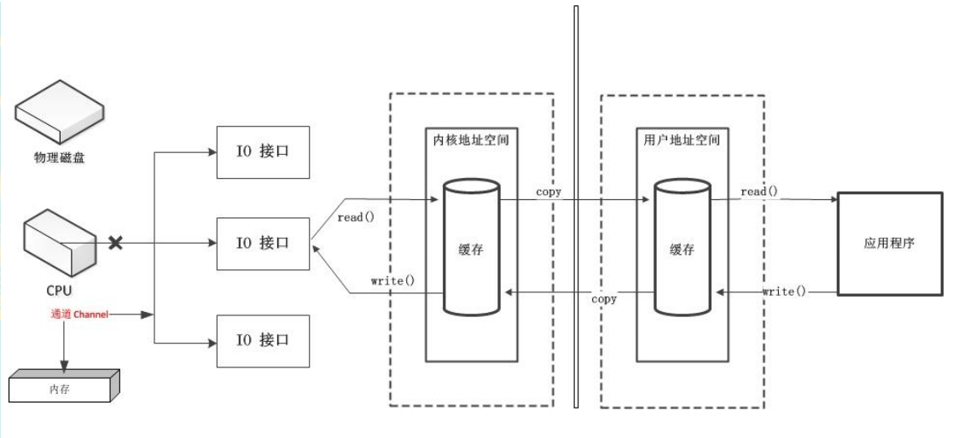 物理磁盘
CPU
通道 Channel
内存
IO 接口
IO 接口
IO 接口
read()
write()
内核地址空间
缓存
copy
copy
用户地址空间
缓存
read()
write()
应用程序